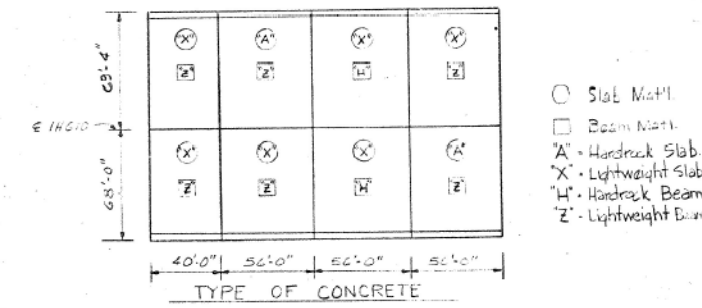 "X" "A" "X" "X"
"Z" "Z" "H" "Z"
69'-4"
℄ IH610
"X" "X" "X" "A"
"Z" "Z" "H" "Z"
68'-0"
40'-0" 56'-0" 56'-0" 56'-0"
TYPE OF CONCRETE
Slab Mat'l.
Beam Mat'l.
"A" - Hardrock Slab.
"X" - Lightweight Slab
"H" - Hardrock Beam
"Z" - Lightweight